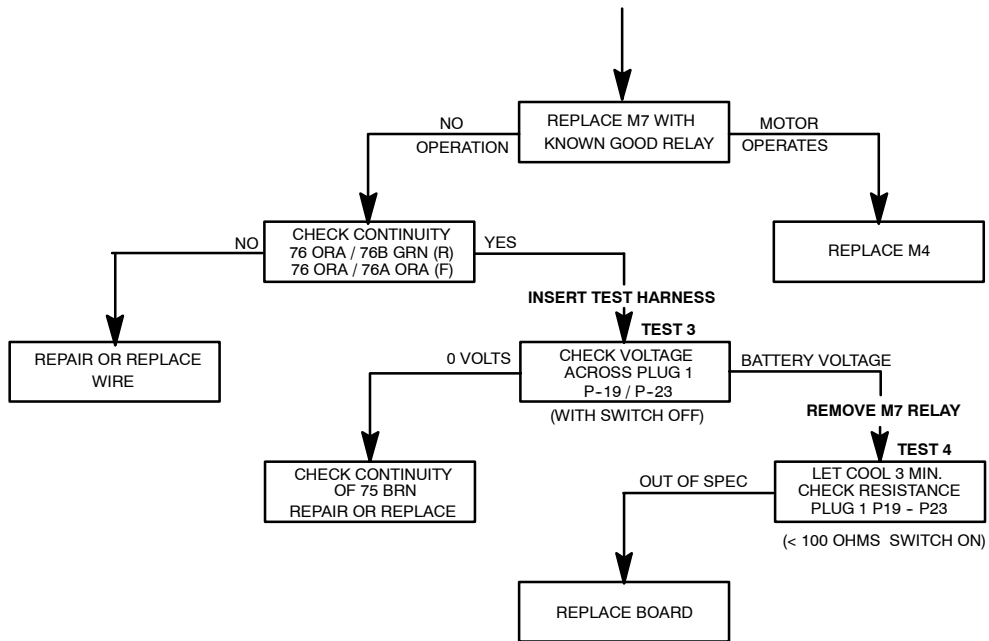 REPLACE M7 WITH
KNOWN GOOD RELAY
NO
OPERATION
MOTOR
OPERATES
CHECK CONTINUITY
76 ORA / 76B GRN (R)
76 ORA / 76A ORA (F)
NO
YES
REPLACE M4
INSERT TEST HARNESS
TEST 3
REPAIR OR REPLACE
WIRE
0 VOLTS
CHECK VOLTAGE
ACROSS PLUG 1
P-19 / P-23
BATTERY VOLTAGE
(WITH SWITCH OFF)
REMOVE M7 RELAY
TEST 4
CHECK CONTINUITY
OF 75 BRN
REPAIR OR REPLACE
OUT OF SPEC
LET COOL 3 MIN.
CHECK RESISTANCE
PLUG 1 P19 - P23
(< 100 OHMS SWITCH ON)
REPLACE BOARD